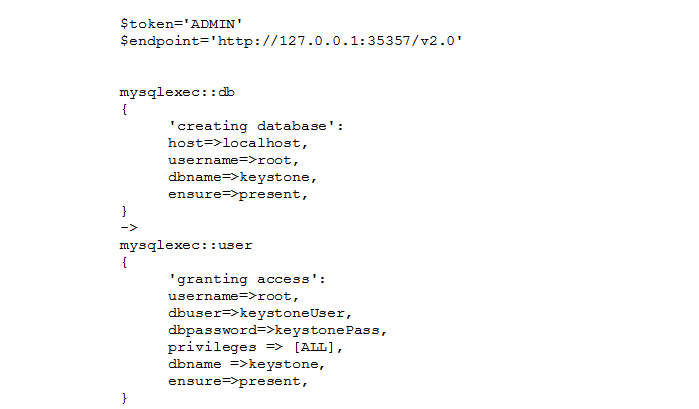 $token='ADMIN'
$endpoint='http://127.0.0.1:35357/v2.0'
mysqlexec::db
{
'creating database':
host=>localhost,
username=>root,
dbname=>keystone,
ensure=>present,
}
->
mysqlexec::user
{
'granting access':
username=>root,
dbuser=>keystoneUser,
dbpassword=>keystonePass,
privileges => [ALL],
dbname =>keystone,
ensure=>present,
}